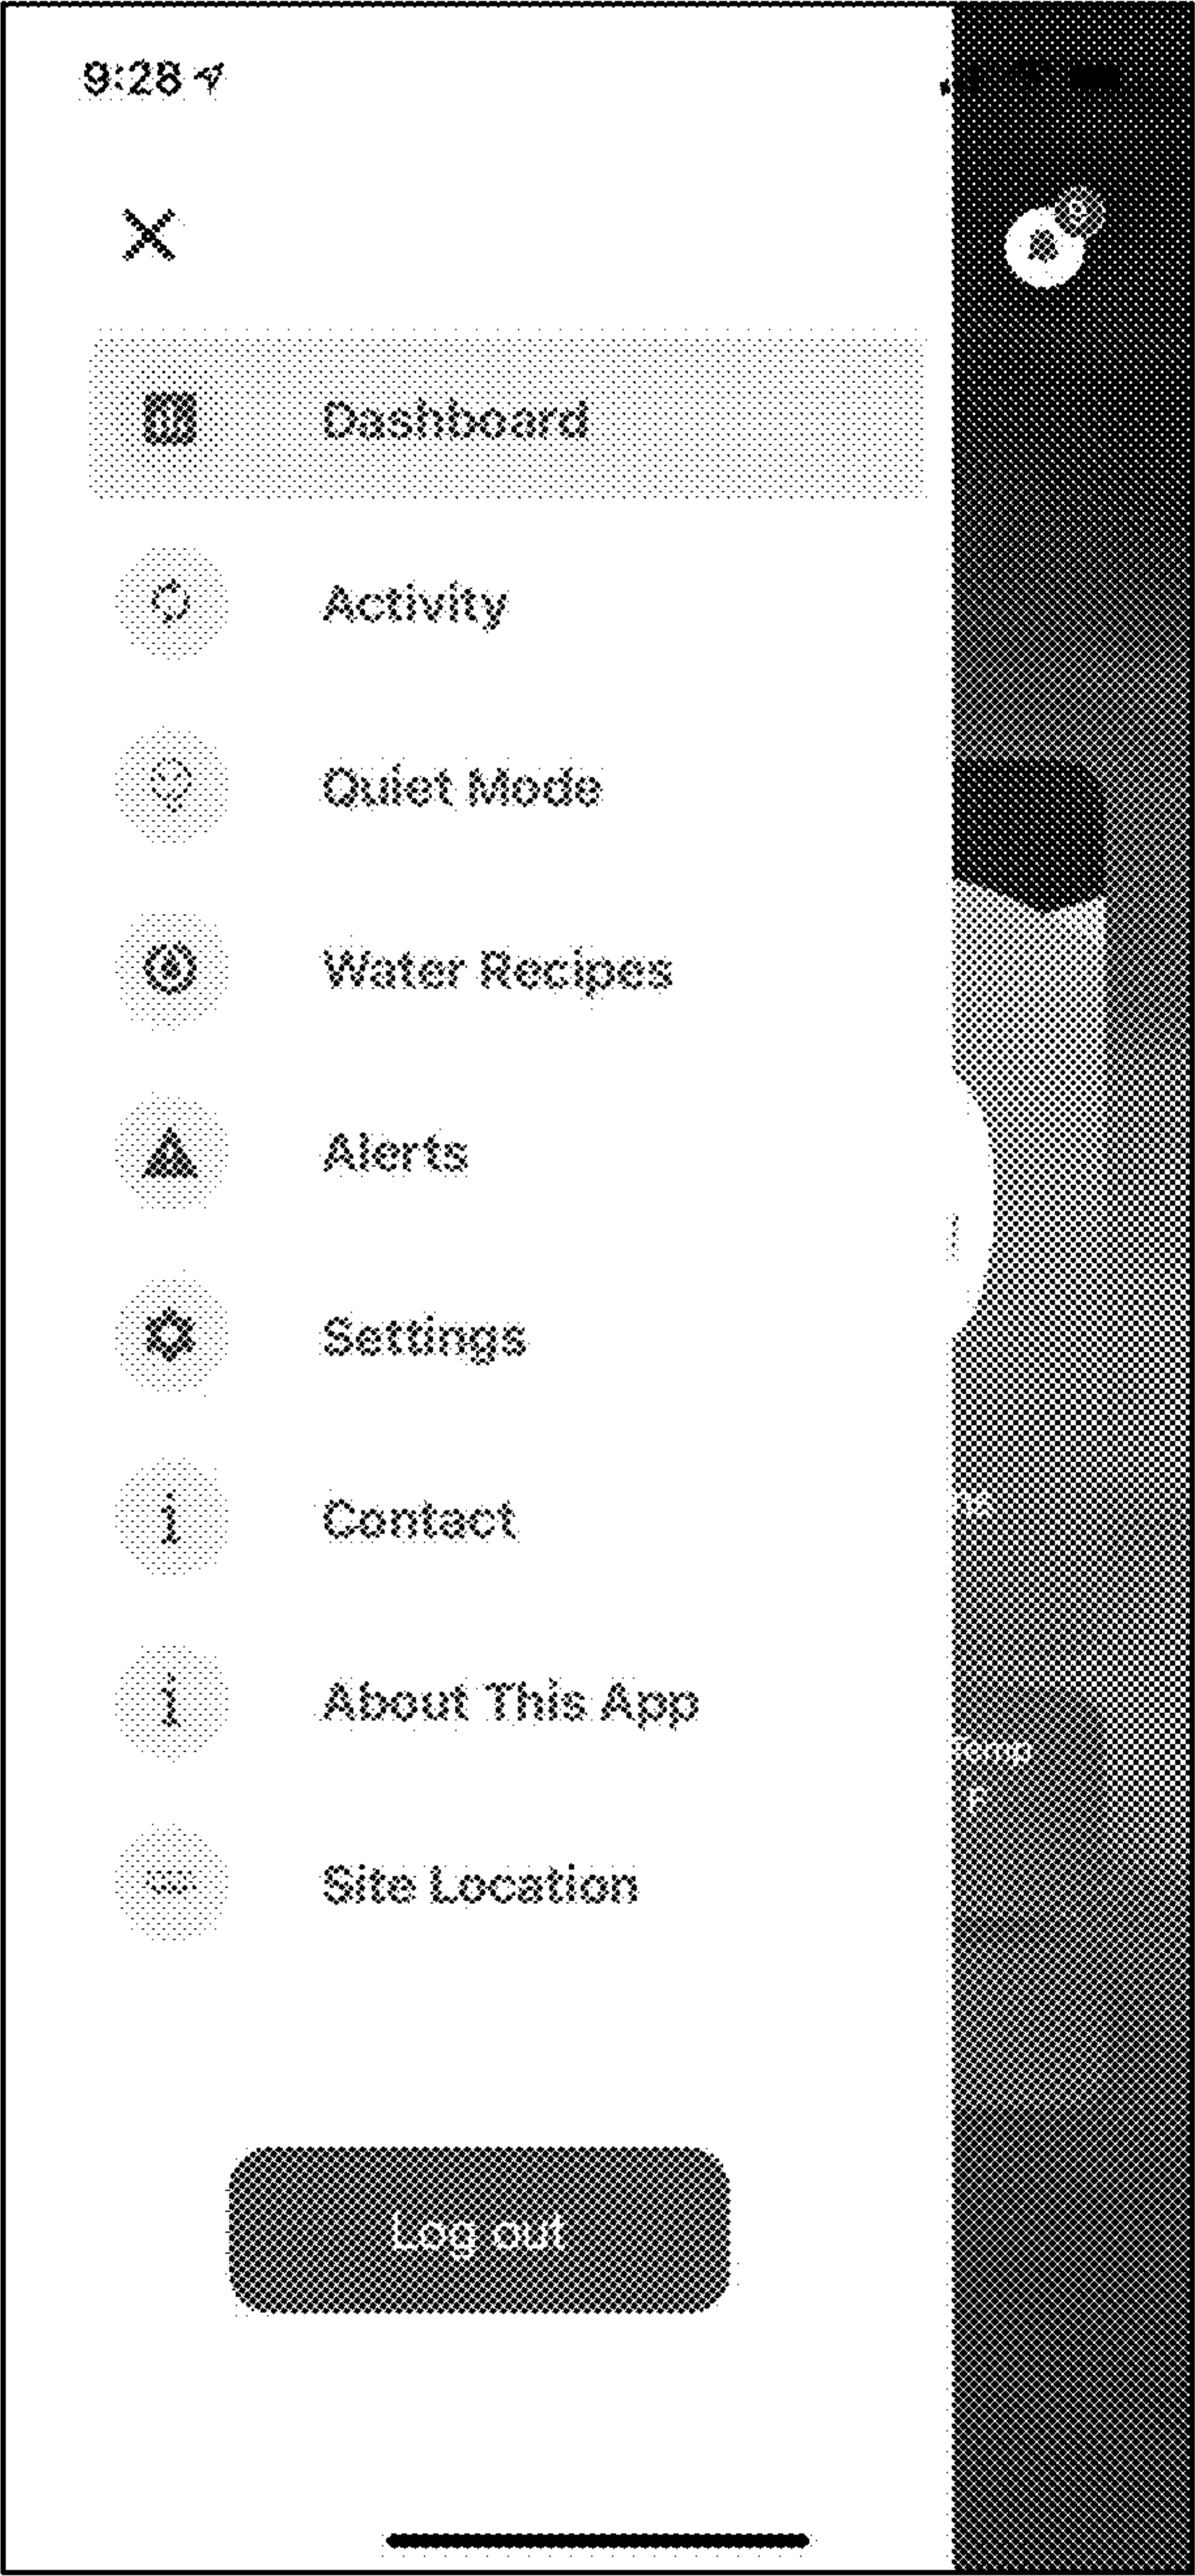 9:28
Dashboard
Activity
Quiet Mode
Water Recipes
Alerts
Settings
Contact
About This App
Site Location
Log out